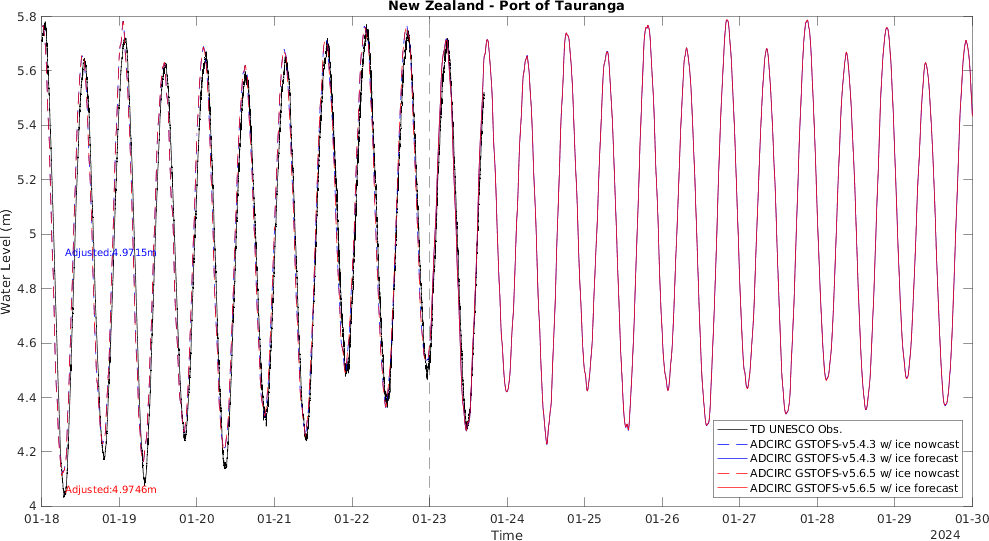 New Zealand - Port of Tauranga
5.8
5.6
5.4
5.2
5
4.8
4.6
4.4
4.2
4
Water Level (m)
Adjusted:4.9715m
Adjusted:4.9746m
TD UNESCO Obs.
ADCIRC GSTOFS-v5.4.3 w/ ice nowcast
ADCIRC GSTOFS-v5.4.3 w/ ice forecast
ADCIRC GSTOFS-v5.6.5 w/ ice nowcast
ADCIRC GSTOFS-v5.6.5 w/ ice forecast
01-18 01-19 01-20 01-21 01-22 01-23 01-24 01-25 01-26 01-27 01-28 01-29 01-30
Time
2024